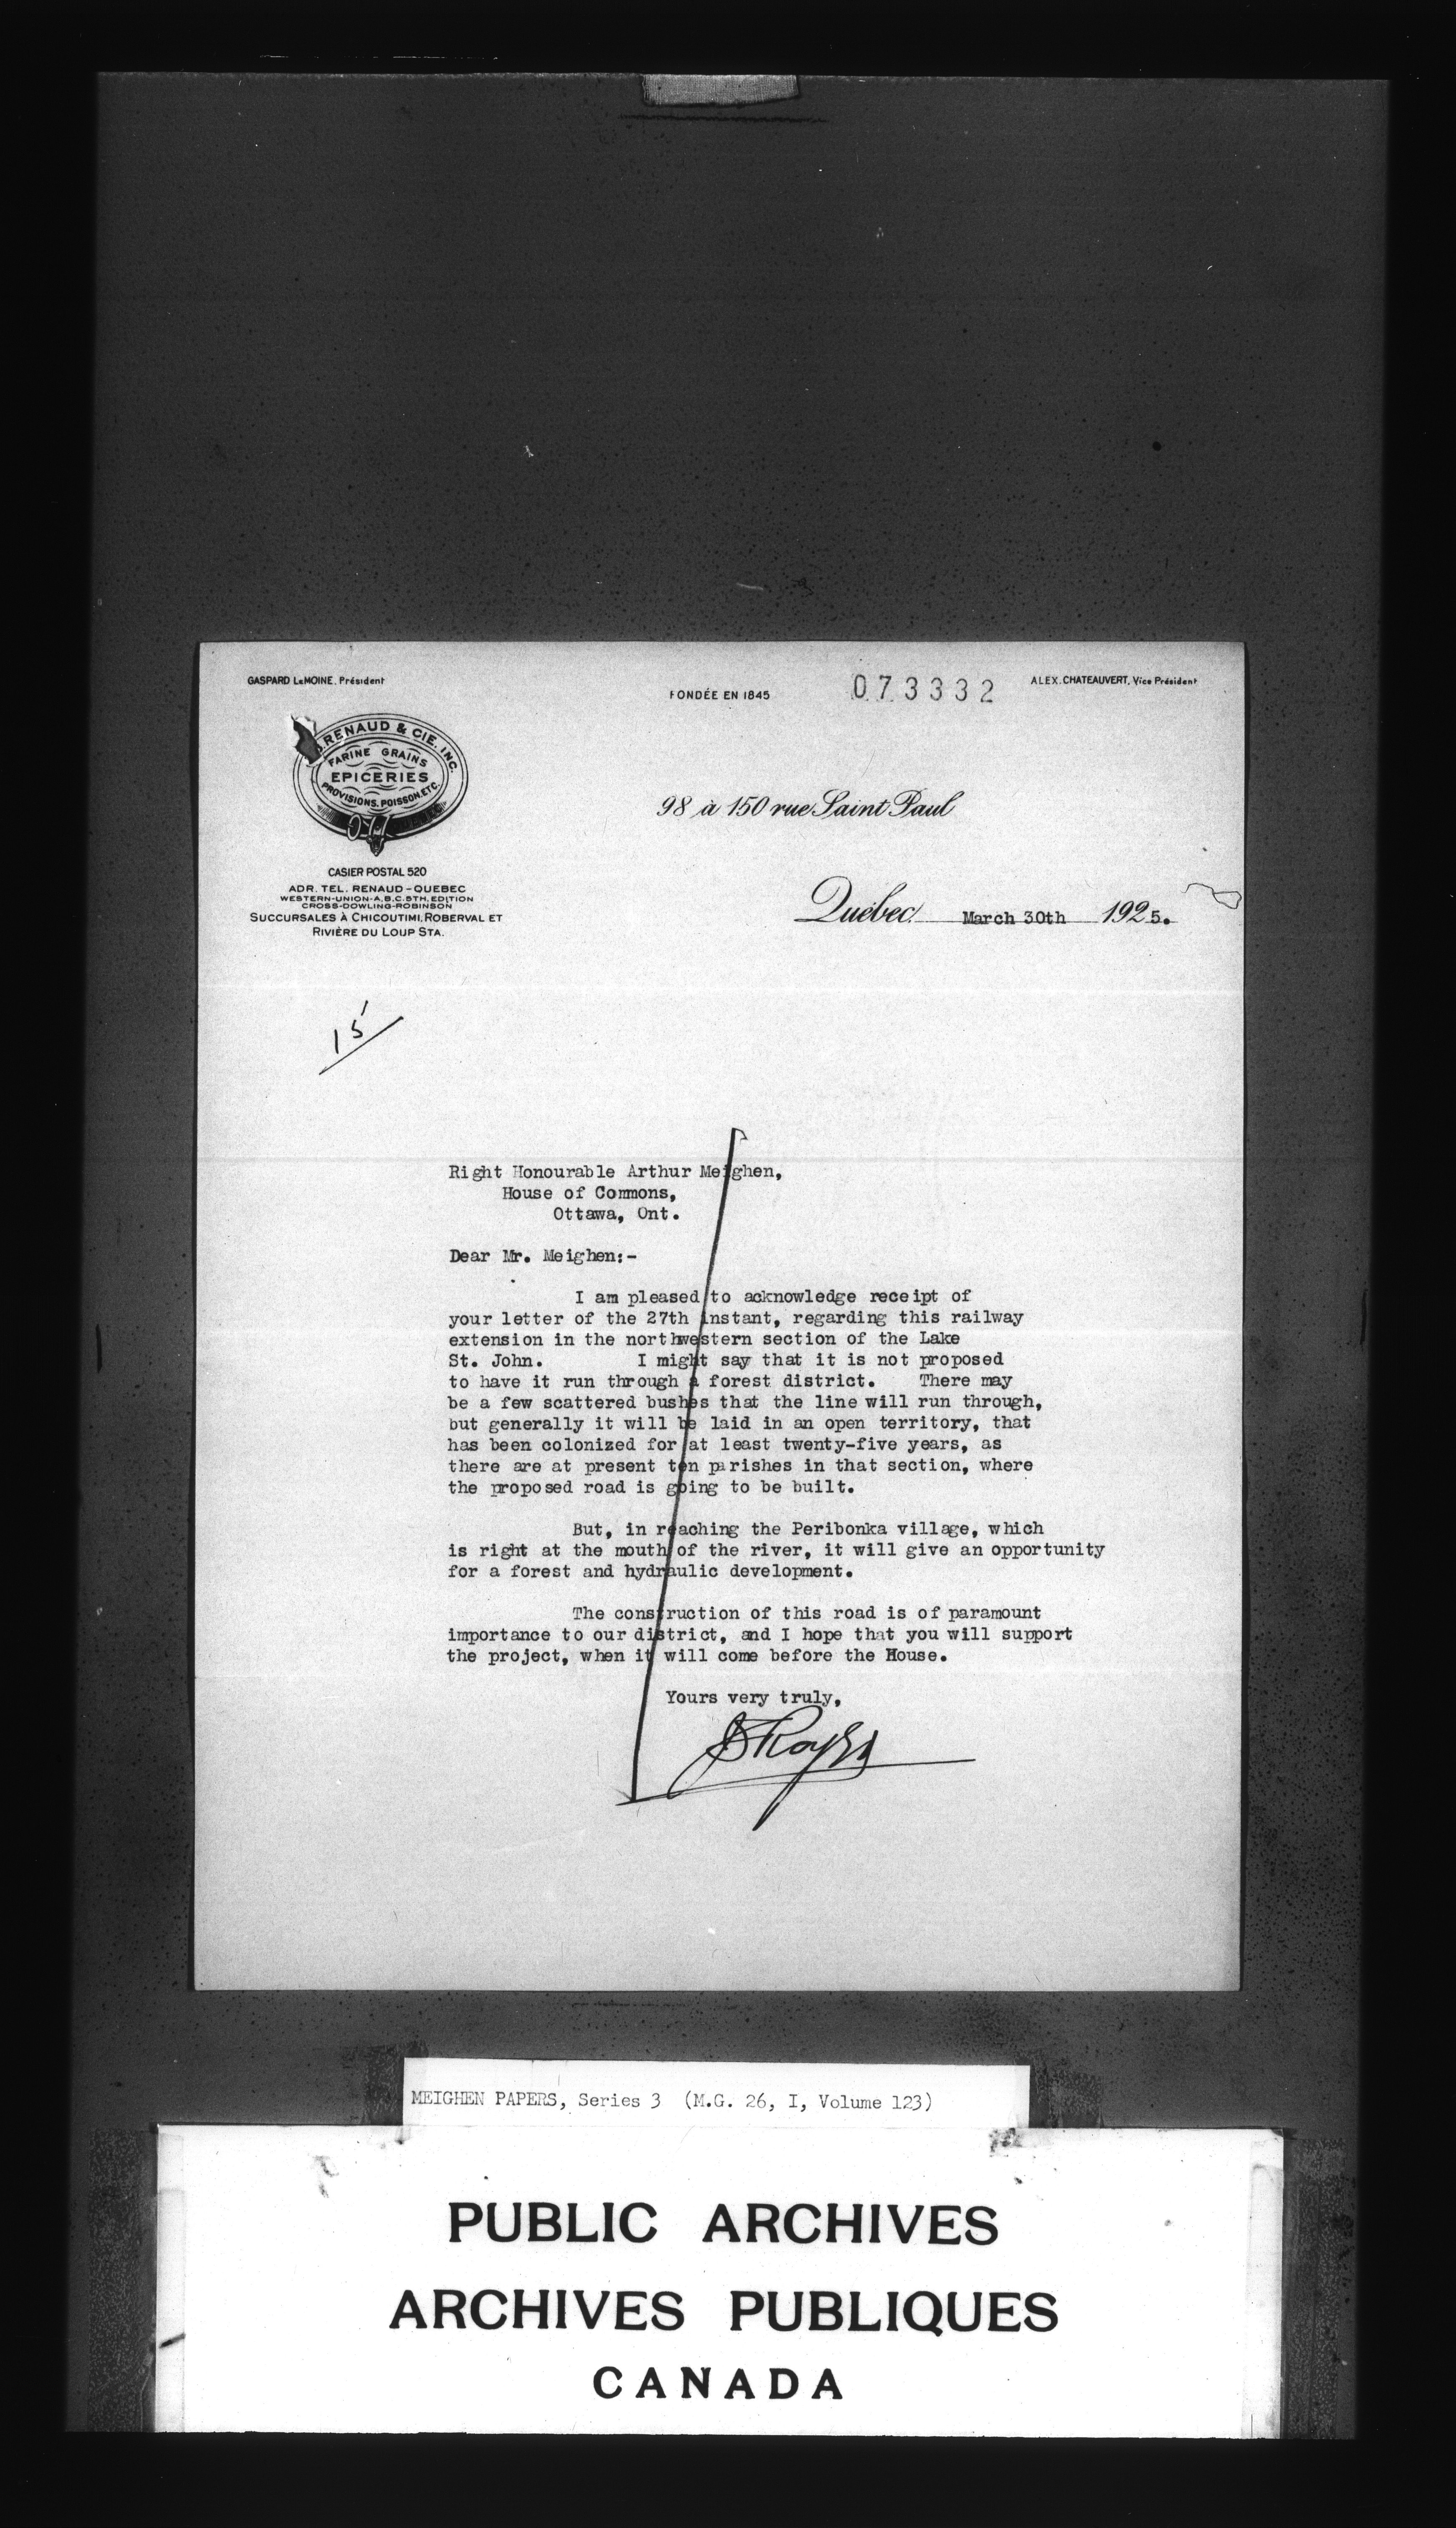 GASPARD LEMOINE, Président
FONDÉE EN 1845
073332
ALEX. CHATEAUVERT, Vice Président
RENAUD & CIE. INC.
FARINE GRAINS
EPICERIES
PROVISIONS, POISSON, ETC.
98 à 150 rue Saint Paul
CASIER POSTAL 520
ADR. TEL. RENAUD-QUEBEC
WESTERN-UNION-A.B.C. 5TH. EDITION
CROSS-DOWLING-ROBINSON
SUCCURSALES À CHICOUTIMI, ROBERVAL ET
RIVIÈRE DU LOUP STA.
Québec March 30th 1925.
15
Right Honourable Arthur Meighen,
House of Commons,
Ottawa, Ont.
Dear Mr. Meighen:-
I am pleased to acknowledge receipt of
your letter of the 27th instant, regarding this railway
extension in the northwestern section of the Lake
St. John. I might say that it is not proposed
to have it run through a forest district. There may
be a few scattered bushes that the line will run through,
but generally it will be laid in an open territory, that
has been colonized for at least twenty-five years, as
there are at present ten parishes in that section, where
the proposed road is going to be built.
But, in reaching the Peribonka village, which
is right at the mouth of the river, it will give an opportunity
for a forest and hydraulic development.
The construction of this road is of paramount
importance to our district, and I hope that you will support
the project, when it will come before the House.
Yours very truly,
MEIGHEN PAPERS, Series 3 (M.G. 26, I, Volume 123)
PUBLIC ARCHIVES
ARCHIVES PUBLIQUES
CANADA